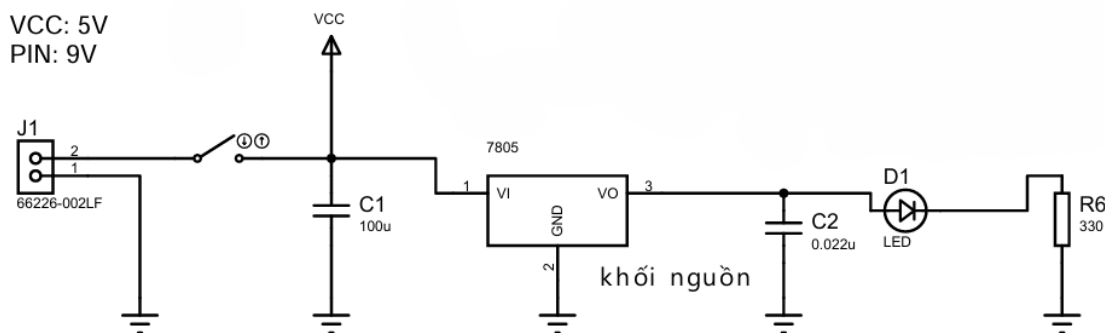 VCC: 5V
PIN: 9V
VCC
J1
2
1
66226-002LF
C1
100u
7805
1
VI
VO
3
GND
2
khối nguồn
C2
0.022u
D1
LED
R6
330